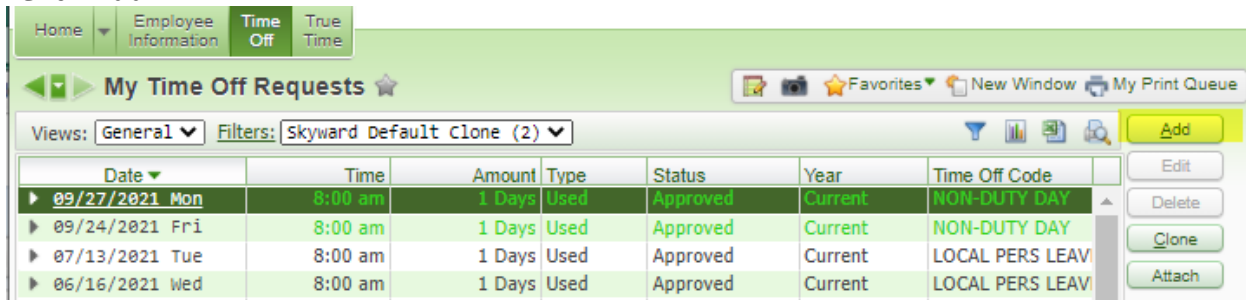 Home Employee Information Time Off True Time
My Time Off Requests Favorites New Window My Print Queue
Views: General Filters: Skyward Default Clone (2) Add
Date Time Amount Type Status Year Time Off Code Edit
09/27/2021 Mon 8:00 am 1 Days Used Approved Current NON-DUTY DAY Delete
09/24/2021 Fri 8:00 am 1 Days Used Approved Current NON-DUTY DAY Clone
07/13/2021 Tue 8:00 am 1 Days Used Approved Current LOCAL PERS LEAV
06/16/2021 Wed 8:00 am 1 Days Used Approved Current LOCAL PERS LEAV Attach